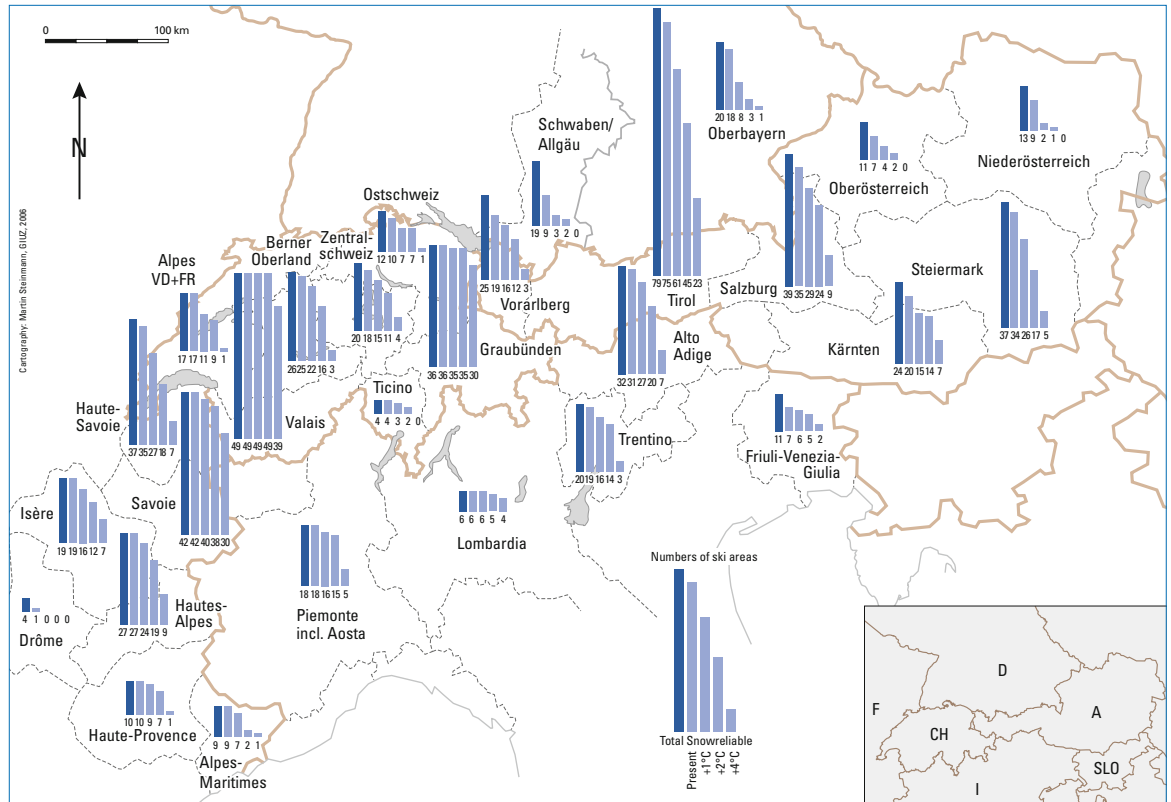 0 100 km
N
Cartography: Martin Steinmann, GIUZ, 2006
79 75 61 45 23
Tirol
20 18 8 3 1
Oberbayern
13 9 2 1 0
Niederösterreich
11 7 4 2 0
Oberösterreich
Schwaben/
Allgäu
19 9 3 2 0
Ostschweiz
12 10 7 7 1
25 19 16 12 3
Vorarlberg
39 35 29 24 9
Salzburg
Steiermark
37 34 26 17 5
Berner
Oberland
26 25 22 16 3
Zentral-
schweiz
20 18 15 11 4
Alpes
VD+FR
17 17 11 9 1
36 36 35 35 30
Graubünden
32 31 27 20 7
Alto
Adige
24 20 15 14 7
Kärnten
Haute-
Savoie
37 35 27 18 7
49 49 49 49 39
Valais
Ticino
4 4 3 2 0
20 19 16 14 3
Trentino
11 7 6 5 2
Friuli-Venezia-
Giulia
Isère
19 19 16 12 7
Savoie
42 42 40 38 30
6 6 6 5 4
Lombardia
18 18 16 15 5
Piemonte
incl. Aosta
27 27 24 19 9
Hautes-
Alpes
4 1 0 0 0
Drôme
10 10 9 7 1
Haute-Provence
9 9 7 2 1
Alpes-
Maritimes
Numbers of ski areas
Total Snowreliable
Present
+1°C
+2°C
+4°C
D
F
A
CH
SLO
I